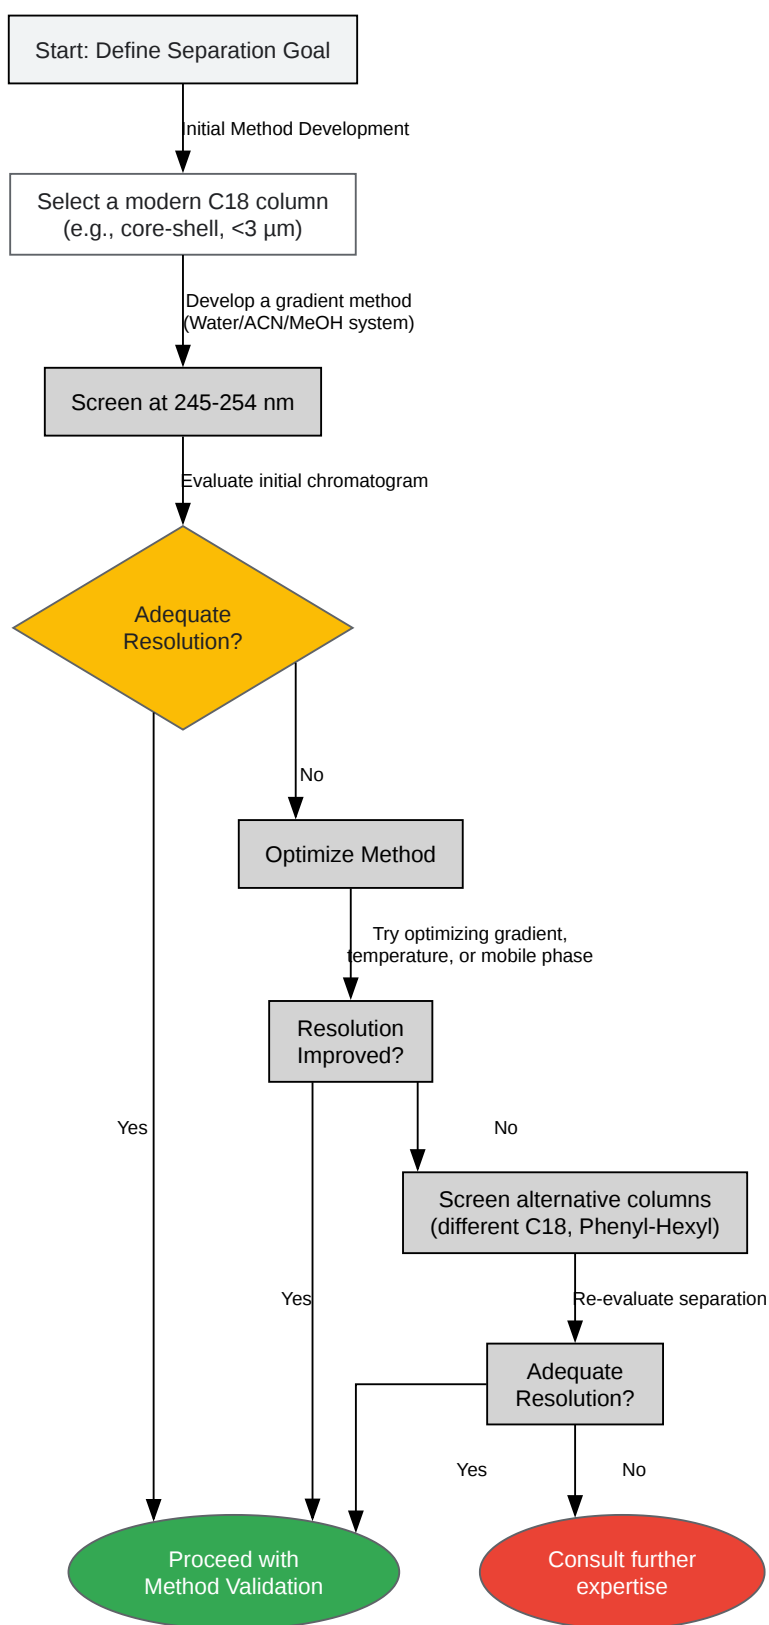 Start: Define Separation Goal
Initial Method Development
Select a modern C18 column
(e.g., core-shell, <3 µm)
Develop a gradient method
(Water/ACN/MeOH system)
Screen at 245-254 nm
Evaluate initial chromatogram
Adequate
Resolution?
No
Optimize Method
Try optimizing gradient,
temperature, or mobile phase
Resolution
Improved?
Yes
No
Screen alternative columns
(different C18, Phenyl-Hexyl)
Yes
Re-evaluate separation
Adequate
Resolution?
Yes
No
Proceed with
Method Validation
Consult further
expertise